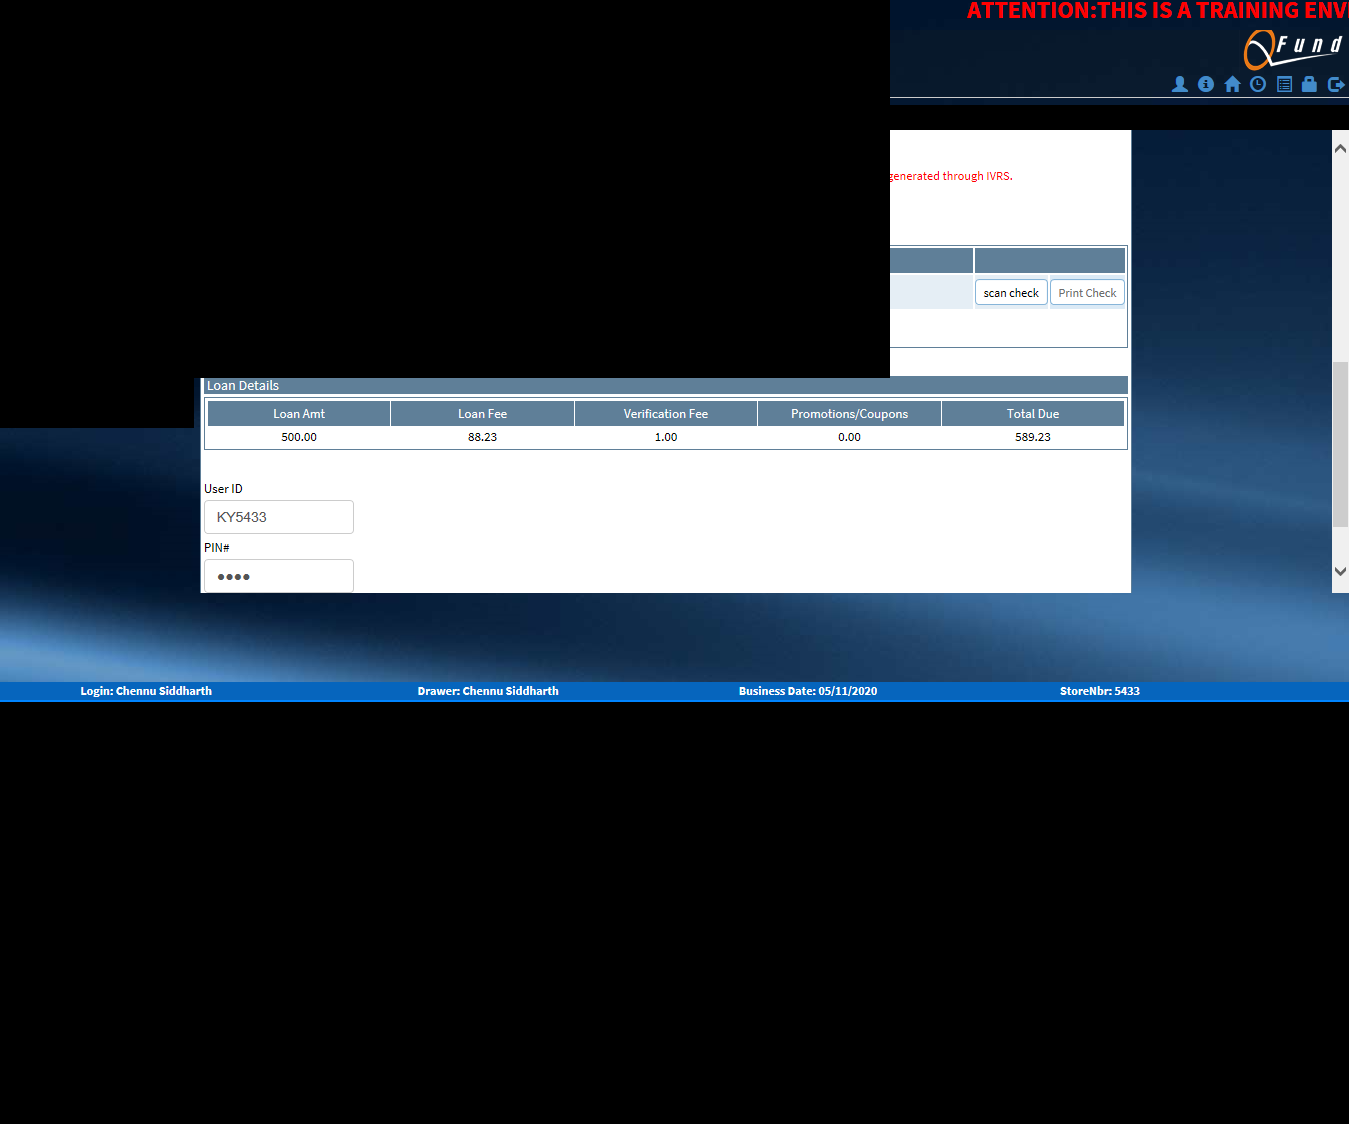 ATTENTION:THIS IS A TRAINING
QFund
generated through IVRS.
scan check Print Check
Loan Details
Loan Amt Loan Fee Verification Fee Promotions/Coupons Total Due
500.00 88.23 1.00 0.00 589.23
User ID
KY5433
PIN#
Login: Chennu Siddharth Drawer: Chennu Siddharth Business Date: 05/11/2020 StoreNbr: 5433